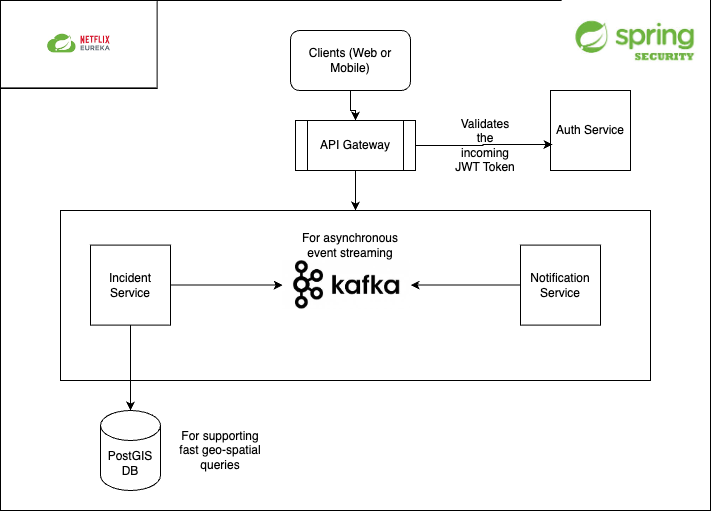 NETFLIX
EUREKA
spring
SECURITY
Clients (Web or
Mobile)
API Gateway
Validates
the
incoming
JWT Token
Auth Service
For asynchronous
event streaming
kafka
Incident
Service
Notification
Service
PostGIS
DB
For supporting
fast geo-spatial
queries